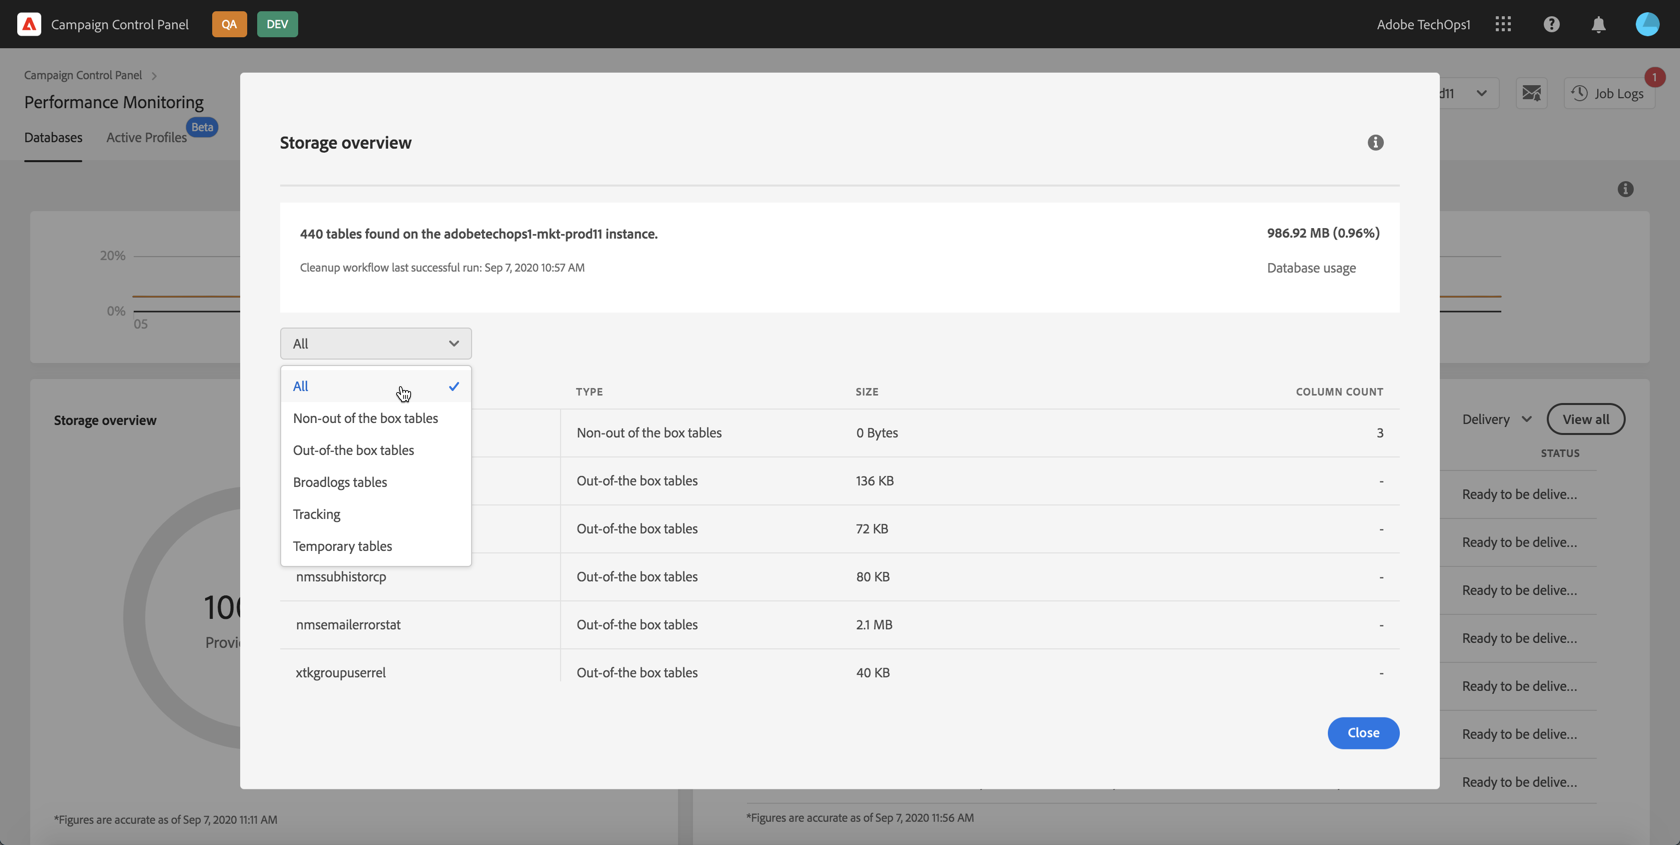 Campaign Control Panel
QA
DEV
Adobe TechOps1
Campaign Control Panel
Performance Monitoring
Databases
Active Profiles
Beta
Job Logs
1
20%
0%
05
Storage overview
440 tables found on the adobetechops1-mkt-prod11 instance.
986.92 MB (0.96%)
Cleanup workflow last successful run: Sep 7, 2020 10:57 AM
Database usage
All
All
Non-out of the box tables
Out-of-the box tables
Broadlogs tables
Tracking
Temporary tables
TYPE SIZE COLUMN COUNT
Non-out of the box tables 0 Bytes 3
Out-of-the box tables 136 KB -
Out-of-the box tables 72 KB -
nmssubhistorcp Out-of-the box tables 80 KB -
nmsemailerrorstat Out-of-the box tables 2.1 MB -
xtkgroupuserrel Out-of-the box tables 40 KB -
Close
Storage overview
*Figures are accurate as of Sep 7, 2020 11:11 AM
Delivery
View all
STATUS
Ready to be delive...
Ready to be delive...
Ready to be delive...
Ready to be delive...
Ready to be delive...
Ready to be delive...
Ready to be delive...
*Figures are accurate as of Sep 7, 2020 11:56 AM